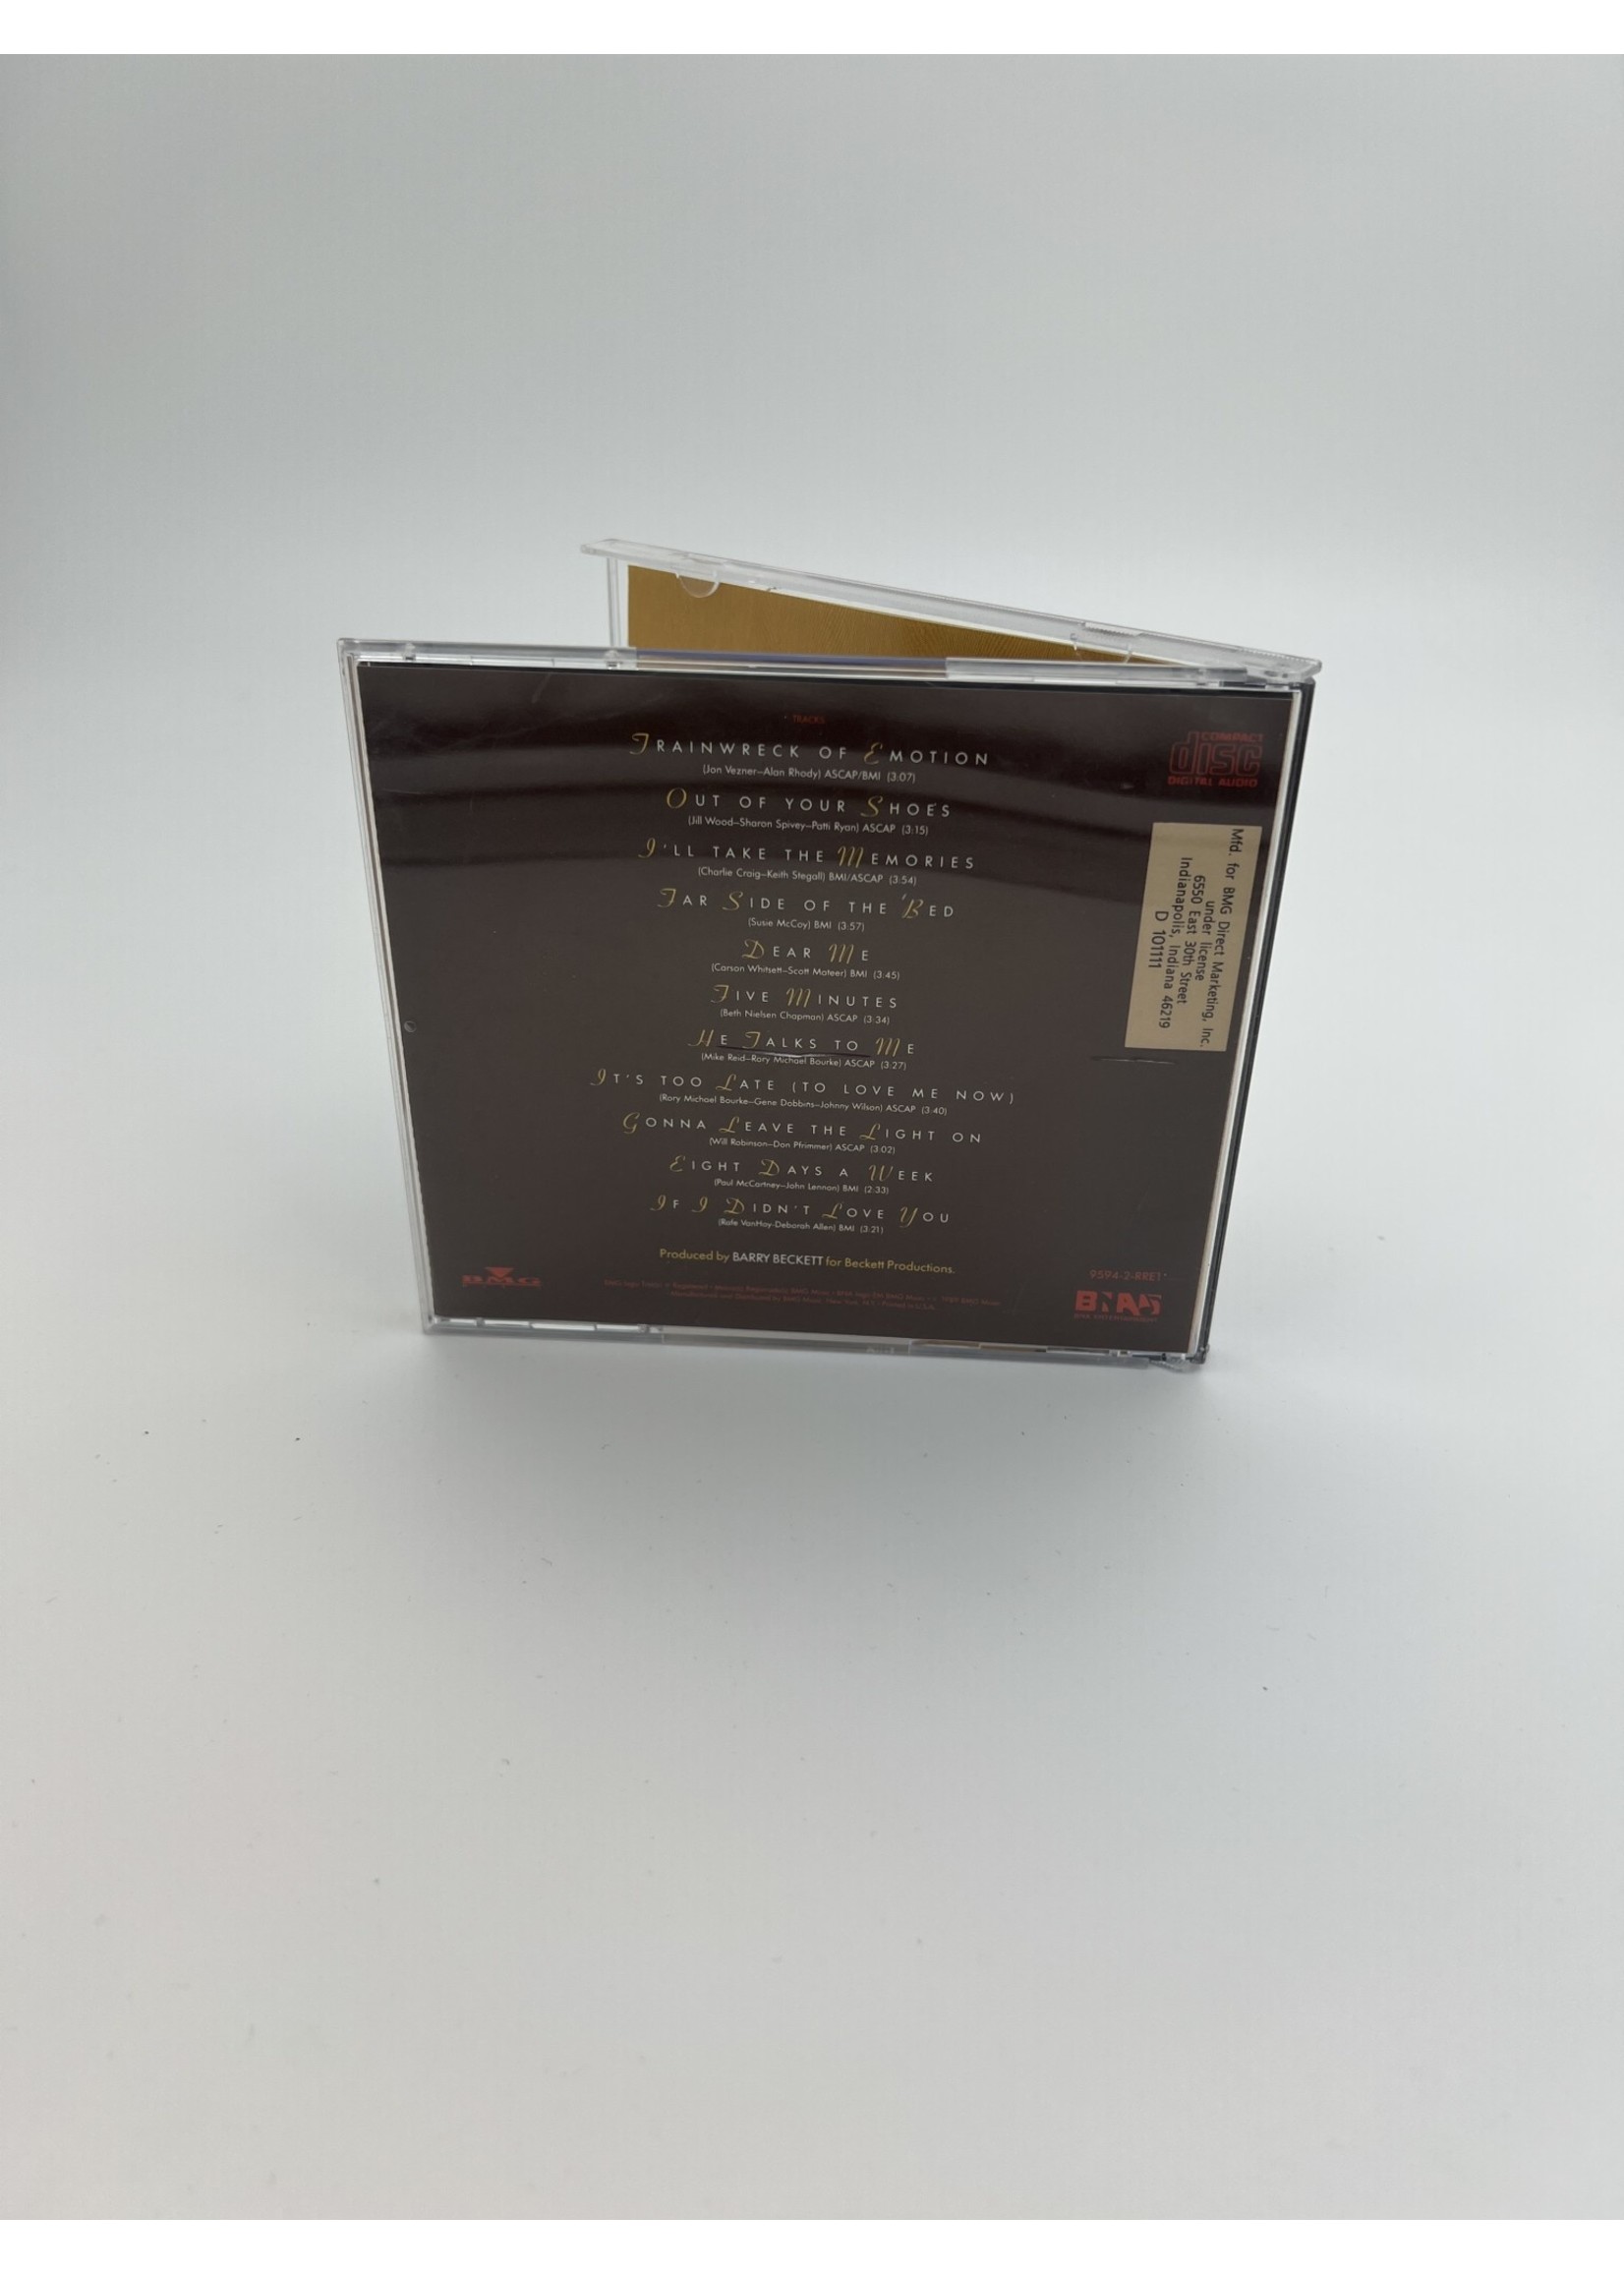 • TRACKS
TRAINWRECK OF EMOTION
(Jon Vezner–Alan Rhody) ASCAP/BMI (3:07)
OUT OF YOUR SHOES
(Jill Wood–Sharon Spivey–Patti Ryan) ASCAP (3:15)
I'LL TAKE THE MEMORIES
(Charlie Craig–Keith Stegall) BMI/ASCAP (3:54)
FAR SIDE OF THE BED
(Susie McCoy) BMI (3:57)
DEAR ME
(Carson Whitsett–Scott Mateer) BMI (3:45)
FIVE MINUTES
(Beth Nielsen Chapman) ASCAP (3:34)
HE TALKS TO ME
(Mike Reid–Rory Michael Bourke) ASCAP (3:27)
IT'S TOO LATE (TO LOVE ME NOW)
(Rory Michael Bourke–Gene Dobbins–Johnny Wilson) ASCAP (3:40)
GONNA LEAVE THE LIGHT ON
(Will Robinson–Don Pfrimmer) ASCAP (3:02)
EIGHT DAYS A WEEK
(Paul McCartney–John Lennon) BMI (2:33)
IF I DIDN'T LOVE YOU
(Rafe VanHoy-Deborah Allen) BMI (3:21)
Produced by BARRY BECKETT for Beckett Productions.
COMPACT
disc
DIGITAL AUDIO
Mfd. for BMG Direct Marketing, Inc.
under license
6550 East 30th Street
Indianapolis, Indiana 46219
D 101111
BMG
9594-2-RRE1
BNA